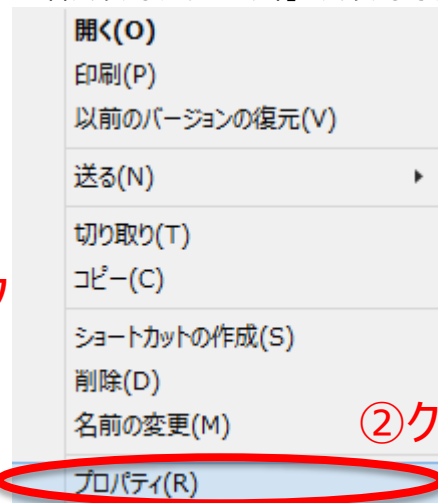 開く(O)
印刷(P)
以前のバージョンの復元(V)
送る(N)
切り取り(T)
コピー(C)
ク
ショートカットの作成(S)
削除(D)
名前の変更(M)
②ク
プロパティ(R)